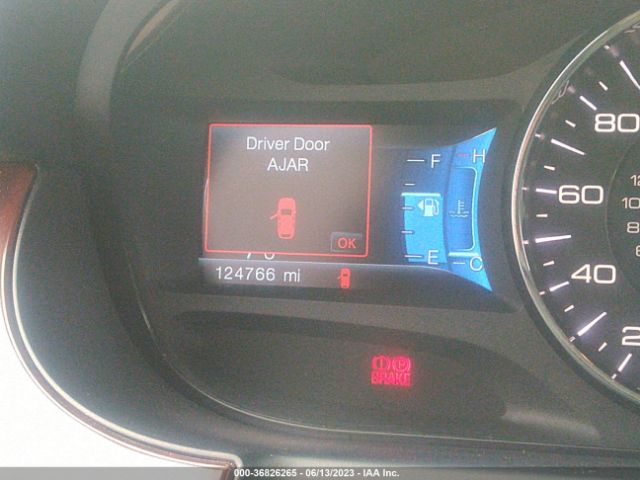 Driver Door
AJAR
OK
124766 mi
F
H
E
C
80
60
40
BRAKE
000-36826265 - 06/13/2023 - IAA Inc.